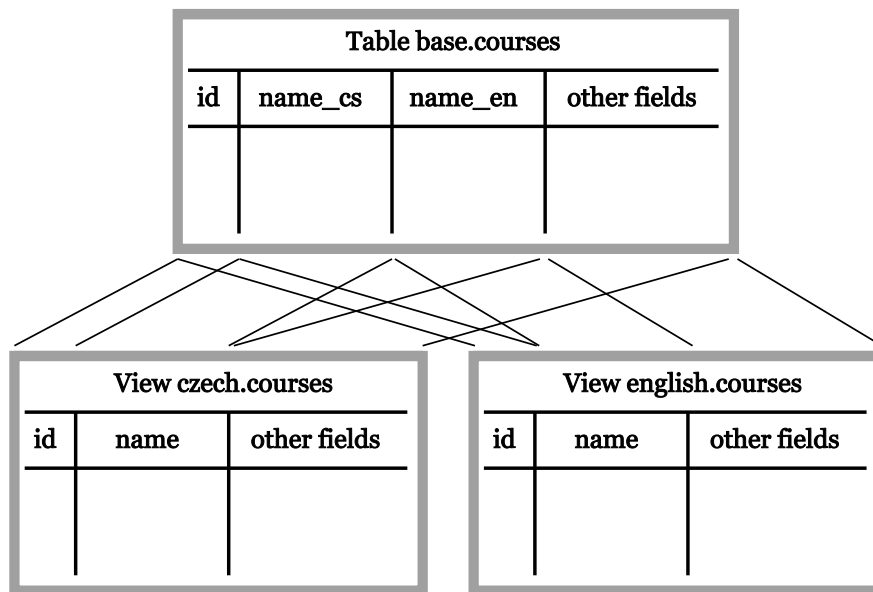 Table base.courses
id name_cs name_en other fields
View czech.courses
id name other fields
View english.courses
id name other fields